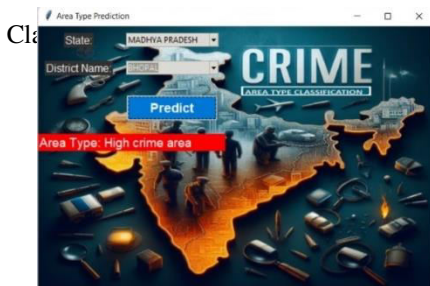 Area Type Prediction
Cla
State: MADHYA PRADESH
District Name: BHOPAL
CRIME
AREA TYPE CLASSIFICATION
Predict
Area Type: High crime area